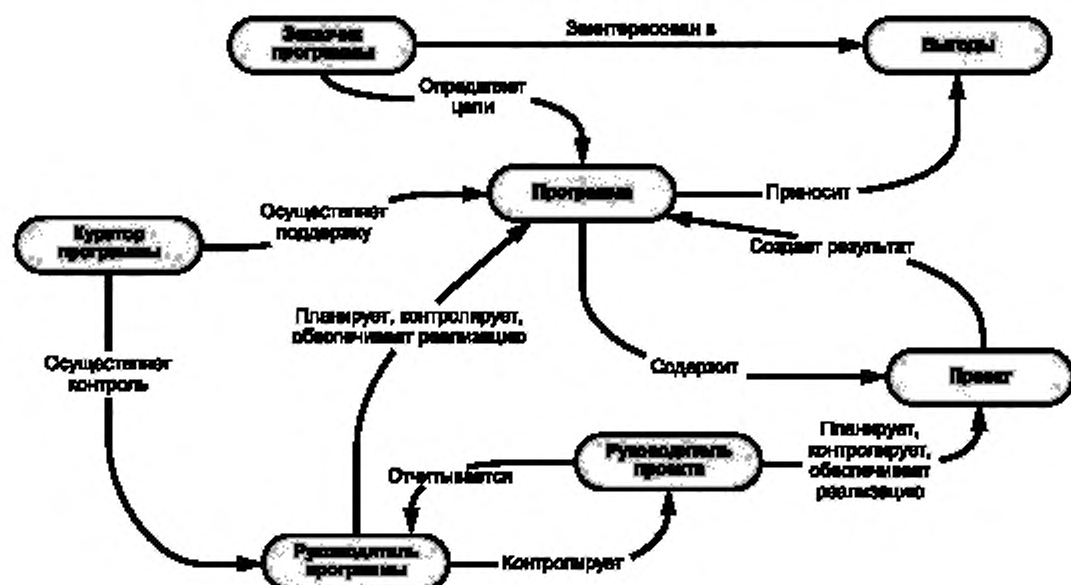 Заказчик
программы
Заинтересован в
Выгоды
Определяет
цели
Программа
Приносит
Осуществляет
поддержку
Куратор
программы
Создает результат
Планирует, контролирует,
обеспечивает реализацию
Осуществляет
контроль
Содержит
Проект
Планирует,
контролирует,
обеспечивает
реализацию
Руководитель
проекта
Отчитывается
Руководитель
программы
Контролирует